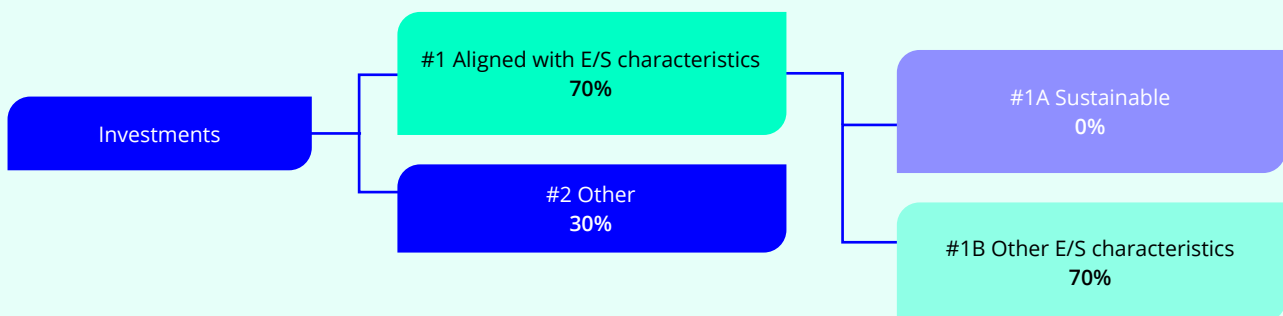 Investments
#1 Aligned with E/S characteristics
70%
#2 Other
30%
#1A Sustainable
0%
#1B Other E/S characteristics
70%